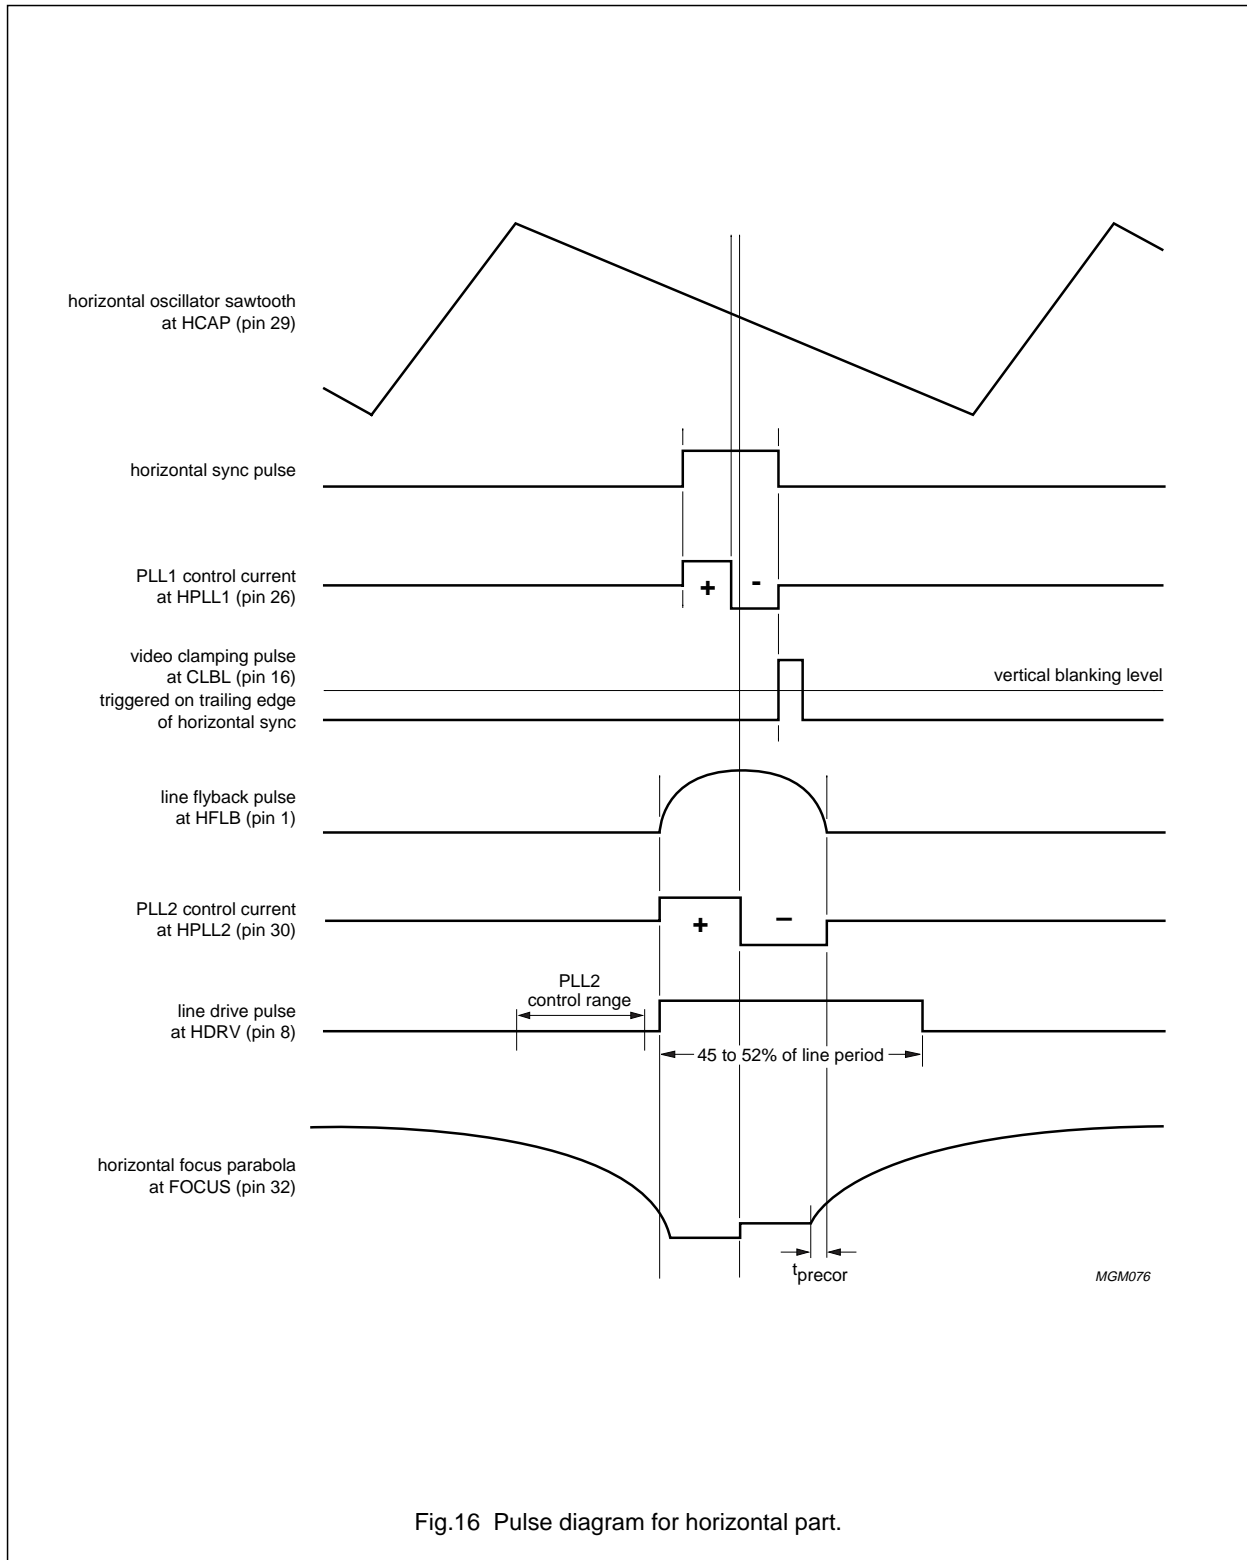 horizontal oscillator sawtooth
at HCAP (pin 29)
horizontal sync pulse
PLL1 control current
at HPLL1 (pin 26)
+
-
video clamping pulse
at CLBL (pin 16)
vertical blanking level
triggered on trailing edge
of horizontal sync
line flyback pulse
at HFLB (pin 1)
PLL2 control current
at HPLL2 (pin 30)
+
−
PLL2
control range
line drive pulse
at HDRV (pin 8)
45 to 52% of line period
horizontal focus parabola
at FOCUS (pin 32)
tprecor
MGM076
Fig.16 Pulse diagram for horizontal part.